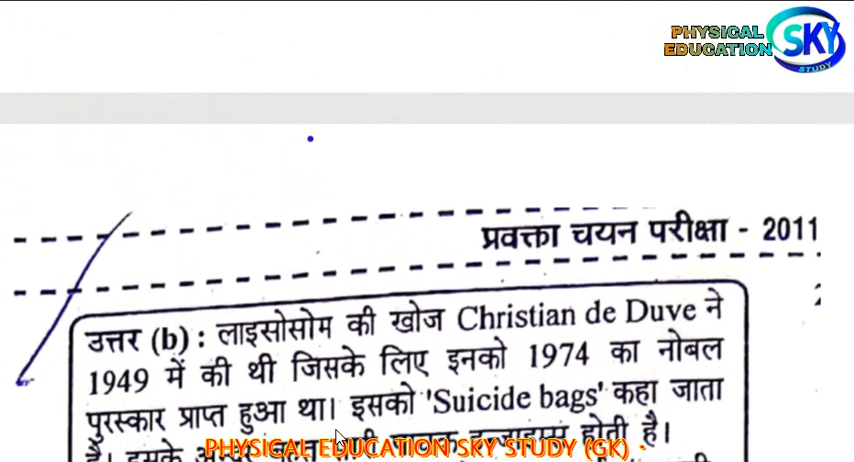 PHYSICAL
EDUCATION
SKY
STUDY
प्रवक्ता चयन परीक्षा - 2011
उत्तर (b) : लाइसोसोम की खोज Christian de Duve ने
1949 में की थी जिसके लिए इनको 1974 का नोबल
पुरस्कार प्राप्त हुआ था। इसको 'Suicide bags' कहा जाता
है। इसके होती है।
PHYSICAL EDUCATION SKY STUDY (GK) -